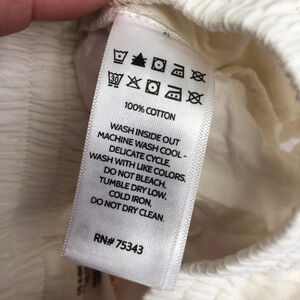 30
100% COTTON
WASH INSIDE OUT
MACHINE WASH COOL -
DELICATE CYCLE.
WASH WITH LIKE COLORS.
DO NOT BLEACH.
TUMBLE DRY LOW.
COLD IRON.
DO NOT DRY CLEAN.
RN# 75343